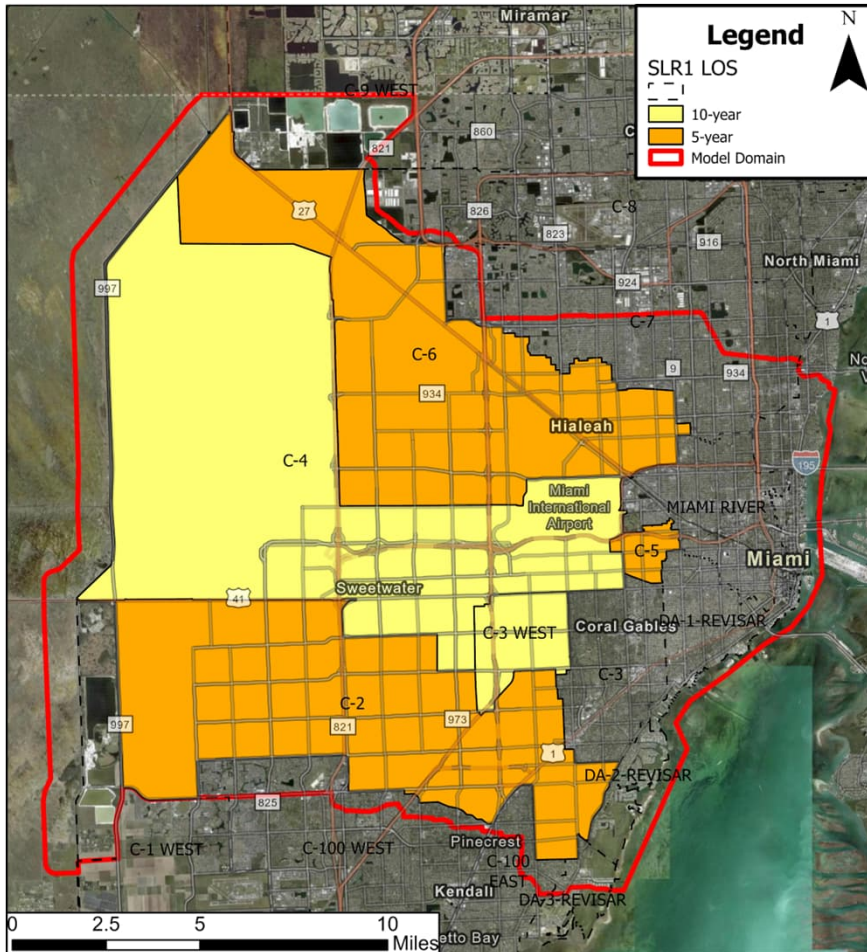 Miramar
Legend
N
SLR1 LOS
10-year
5-year
Model Domain
C-9 WEST
821
860
27
826
823
C-8
916
924
North Miami
997
1
C-7
C-6
9
934
934
Hialeah
C-4
195
Miami
International
Airport
MIAMI RIVER
C-5
Miami
Sweetwater
41
C-3 WEST
Coral Gables
DA-1-REVISAR
C-3
C-2
997
821
973
1
DA-2-REVISAR
825
C-1 WEST
C-100 WEST
Pinecrest
C-100
EAST
Kendall
DA-3-REVISAR
etto Bay
0
2.5
5
10
Miles